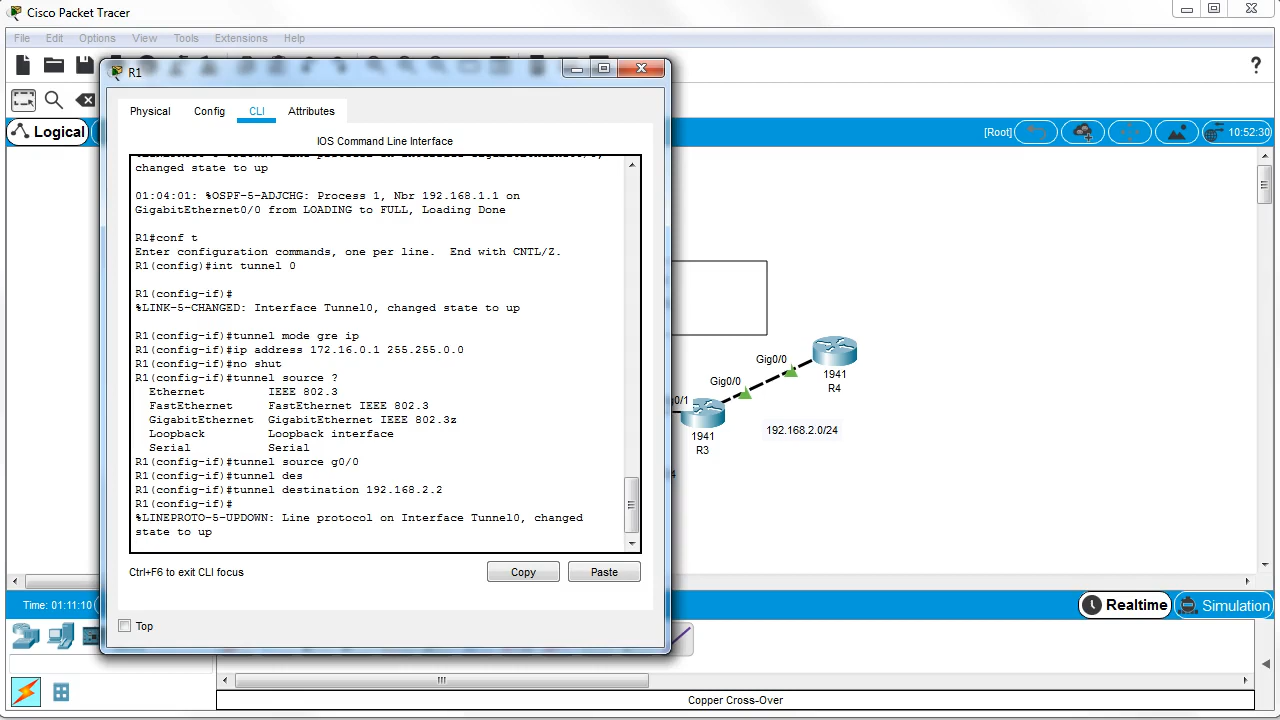 Cisco Packet Tracer
File Edit Options View Tools Extensions Help
R1
Physical Config CLI Attributes
IOS Command Line Interface
changed state to up
01:04:01: %OSPF-5-ADJCHG: Process 1, Nbr 192.168.1.1 on
GigabitEthernet0/0 from LOADING to FULL, Loading Done
R1#conf t
Enter configuration commands, one per line.  End with CNTL/Z.
R1(config)#int tunnel 0
R1(config-if)#
%LINK-5-CHANGED: Interface Tunnel0, changed state to up
R1(config-if)#tunnel mode gre ip
R1(config-if)#ip address 172.16.0.1 255.255.0.0
R1(config-if)#no shut
R1(config-if)#tunnel source ?
Ethernet IEEE 802.3
FastEthernet FastEthernet IEEE 802.3
GigabitEthernet GigabitEthernet IEEE 802.3z
Loopback Loopback interface
Serial Serial
R1(config-if)#tunnel source g0/0
R1(config-if)#tunnel des
R1(config-if)#tunnel destination 192.168.2.2
R1(config-if)#
%LINEPROTO-5-UPDOWN: Line protocol on Interface Tunnel0, changed
state to up
Ctrl+F6 to exit CLI focus
Copy Paste
Top
Logical
[Root]
10:52:30
Gig0/0
1941
R4
Gig0/0
g0/1
1941
R3
192.168.2.0/24
4
Time: 01:11:10
Realtime Simulation
Copper Cross-Over